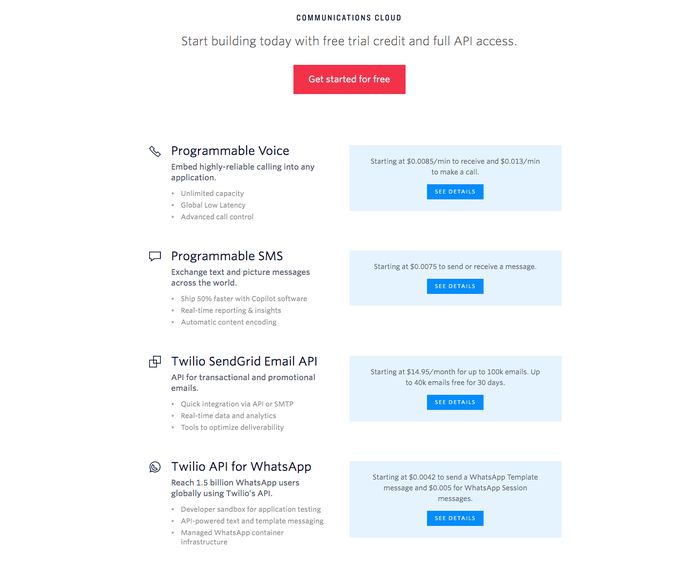 COMMUNICATIONS CLOUD
Start building today with free trial credit and full API access.
Get started for free
Programmable Voice
Embed highly-reliable calling into any
application.
• Unlimited capacity
• Global Low Latency
• Advanced call control
Starting at $0.0085/min to receive and $0.013/min
to make a call.
SEE DETAILS
Programmable SMS
Exchange text and picture messages
across the world.
• Ship 50% faster with Copilot software
• Real-time reporting & insights
• Automatic content encoding
Starting at $0.0075 to send or receive a message.
SEE DETAILS
Twilio SendGrid Email API
API for transactional and promotional
emails.
• Quick integration via API or SMTP
• Real-time data and analytics
• Tools to optimize deliverability
Starting at $14.95/month for up to 100k emails. Up
to 40k emails free for 30 days.
SEE DETAILS
Twilio API for WhatsApp
Reach 1.5 billion WhatsApp users
globally using Twilio's API.
• Developer sandbox for application testing
• API-powered text and template messaging
• Managed WhatsApp container
infrastructure
Starting at $0.0042 to send a WhatsApp Template
message and $0.005 for WhatsApp Session
messages.
SEE DETAILS